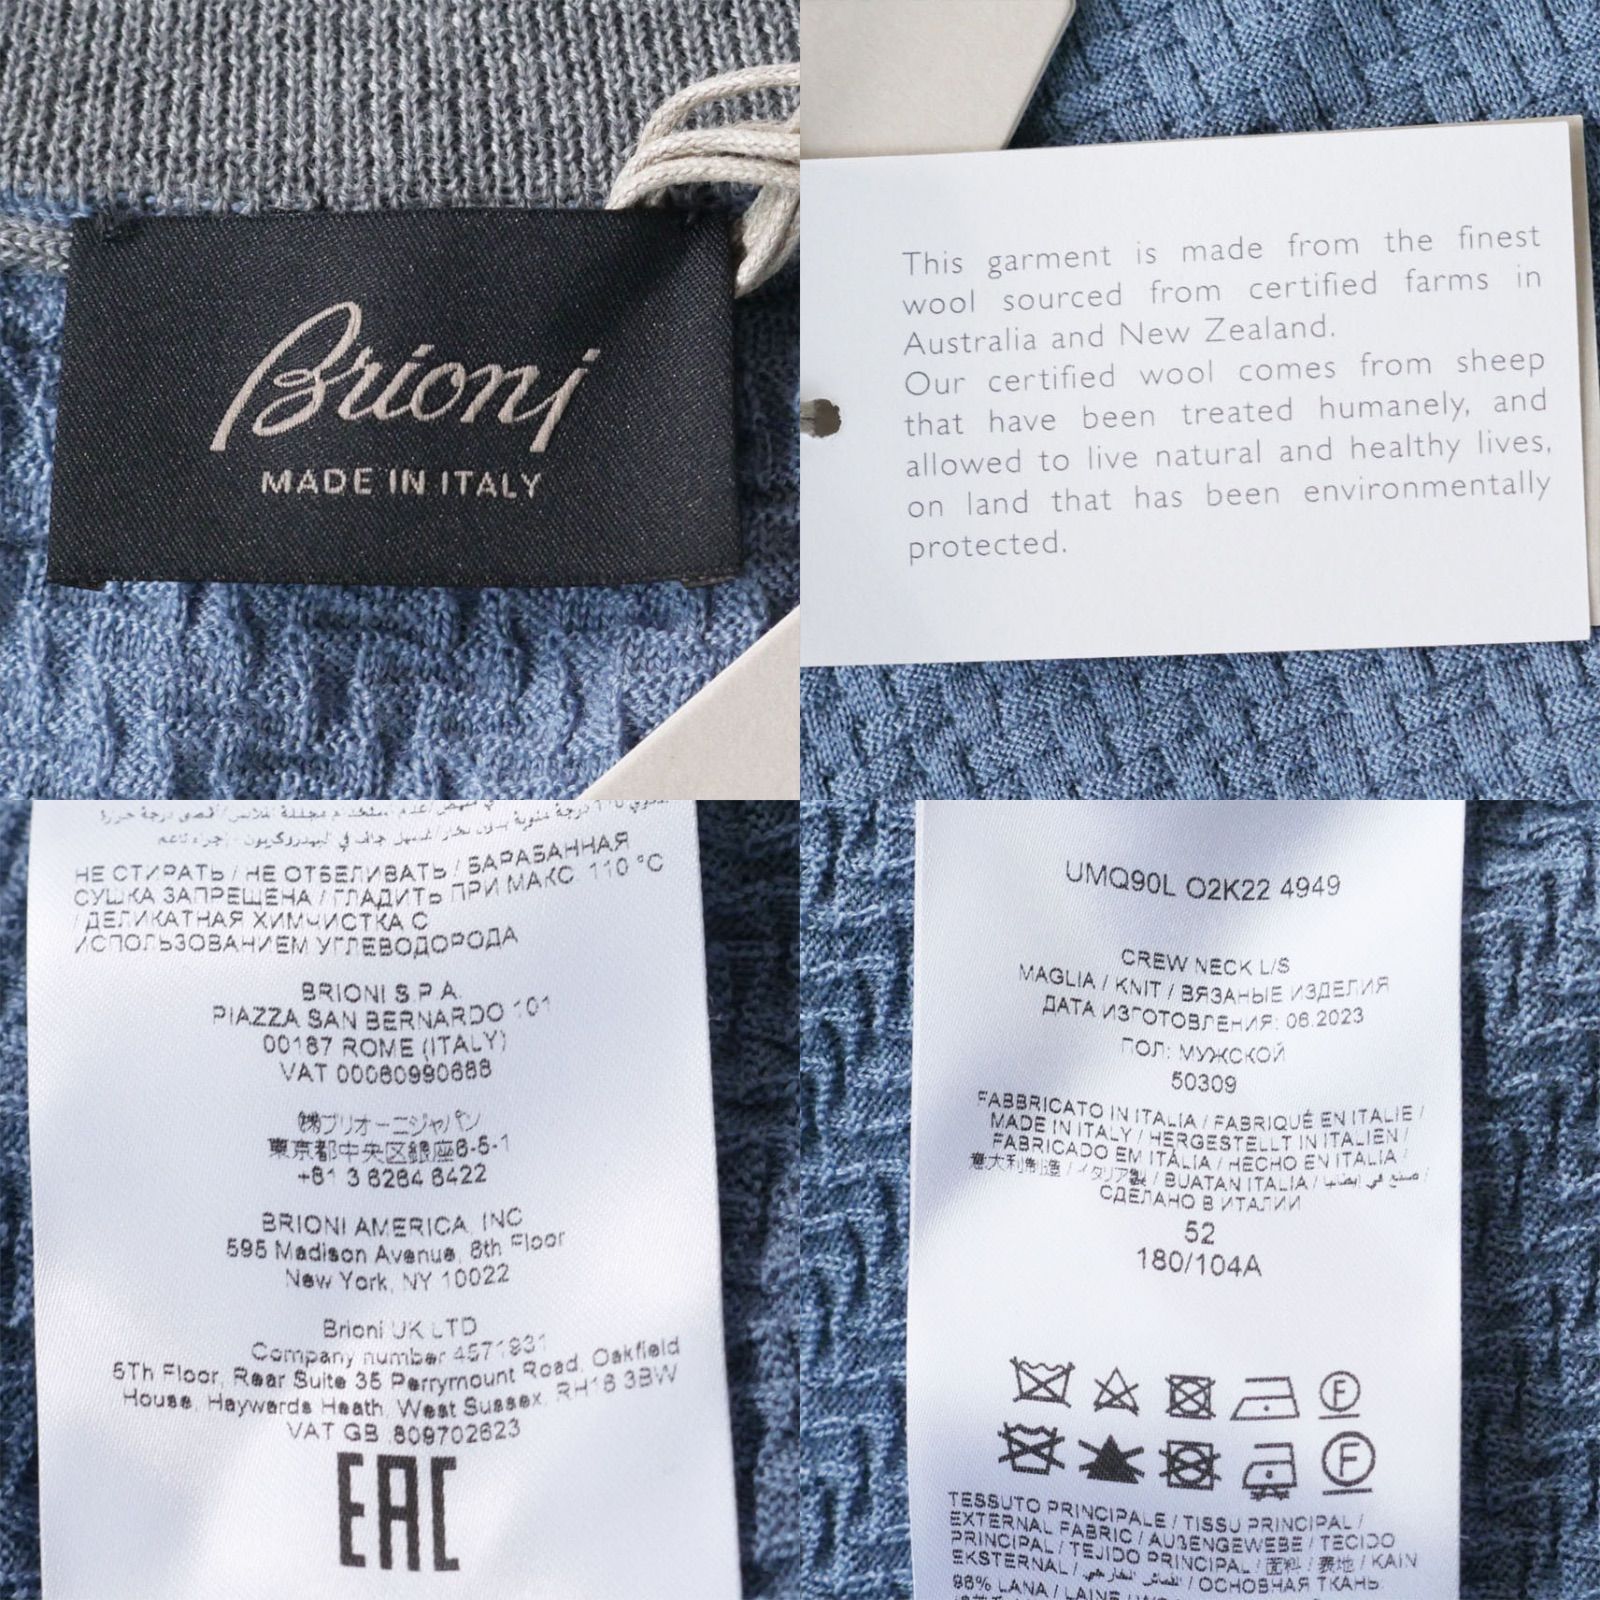 Brioni
MADE IN ITALY
This garment is made from the finest
wool sourced from certified farms in
Australia and New Zealand.
Our certified wool comes from sheep
that have been treated humanely, and
allowed to live natural and healthy lives,
on land that has been environmentally
protected.
НЕ СТИРАТЬ / НЕ ОТБЕЛИВАТЬ / БАРАБАННАЯ
СУШКА ЗАПРЕЩЕНА / ГЛАДИТЬ ПРИ МАКС. 110 °C
/ ДЕЛИКАТНАЯ ХИМЧИСТКА С
ИСПОЛЬЗОВАНИЕМ УГЛЕВОДОРОДА
BRIONI S.P.A.
PIAZZA SAN BERNARDO 101
00187 ROME (ITALY)
VAT 00080990688
㈱ブリオーニジャパン
東京都中央区銀座6-5-1
+81 3 6264 6422
BRIONI AMERICA, INC
595 Madison Avenue, 8th Floor
New York, NY 10022
Brioni UK LTD
Company number 4571931
5Th Floor, Rear Suite 35 Perrymount Road, Oakfield
House, Haywards Heath, West Sussex, RH16 3BW
VAT GB 809702623
EAC
UMQ90L O2K22 4949
CREW NECK L/S
MAGLIA / KNIT / ВЯЗАНЫЕ ИЗДЕЛИЯ
ДАТА ИЗГОТОВЛЕНИЯ: 06.2023
ПОЛ: МУЖСКОЙ
50309
FABBRICATO IN ITALIA / FABRIQUÉ EN ITALIE /
MADE IN ITALY / HERGESTELLT IN ITALIEN /
FABRICADO EM ITÁLIA / HECHO EN ITALIA /
意大利制造 / イタリア製 / BUATAN ITALIA / صنع في إيطاليا /
СДЕЛАНО В ИТАЛИИ
52
180/104A
F
F
TESSUTO PRINCIPALE / TISSU PRINCIPAL /
EXTERNAL FABRIC / AUßENGEWEBE / TECIDO
PRINCIPAL / TEJIDO PRINCIPAL / 面料 / 表地 / KAIN
EKSTERNAL / القماش الخارجي / ОСНОВНАЯ ТКАНЬ
98% LANA / LAINE /